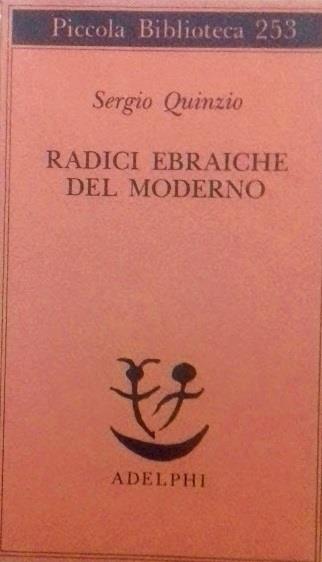 Piccola Biblioteca 253
Sergio Quinzio
RADICI EBRAICHE
DEL MODERNO
ADELPHI